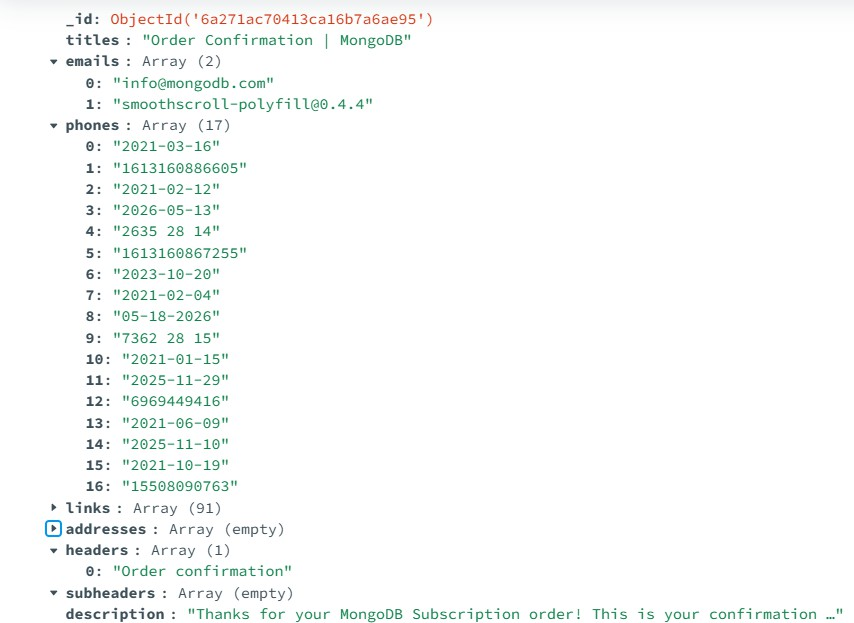 _id: ObjectId('6a271ac70413ca16b7a6ae95')
titles : "Order Confirmation | MongoDB"
emails : Array (2)
0: "info@mongodb.com"
1: "smoothscroll-polyfill@0.4.4"
phones : Array (17)
0: "2021-03-16"
1: "1613160886605"
2: "2021-02-12"
3: "2026-05-13"
4: "2635 28 14"
5: "1613160867255"
6: "2023-10-20"
7: "2021-02-04"
8: "05-18-2026"
9: "7362 28 15"
10: "2021-01-15"
11: "2025-11-29"
12: "6969449416"
13: "2021-06-09"
14: "2025-11-10"
15: "2021-10-19"
16: "15508090763"
links : Array (91)
addresses : Array (empty)
headers : Array (1)
0: "Order confirmation"
subheaders : Array (empty)
description : "Thanks for your MongoDB Subscription order! This is your confirmation …"